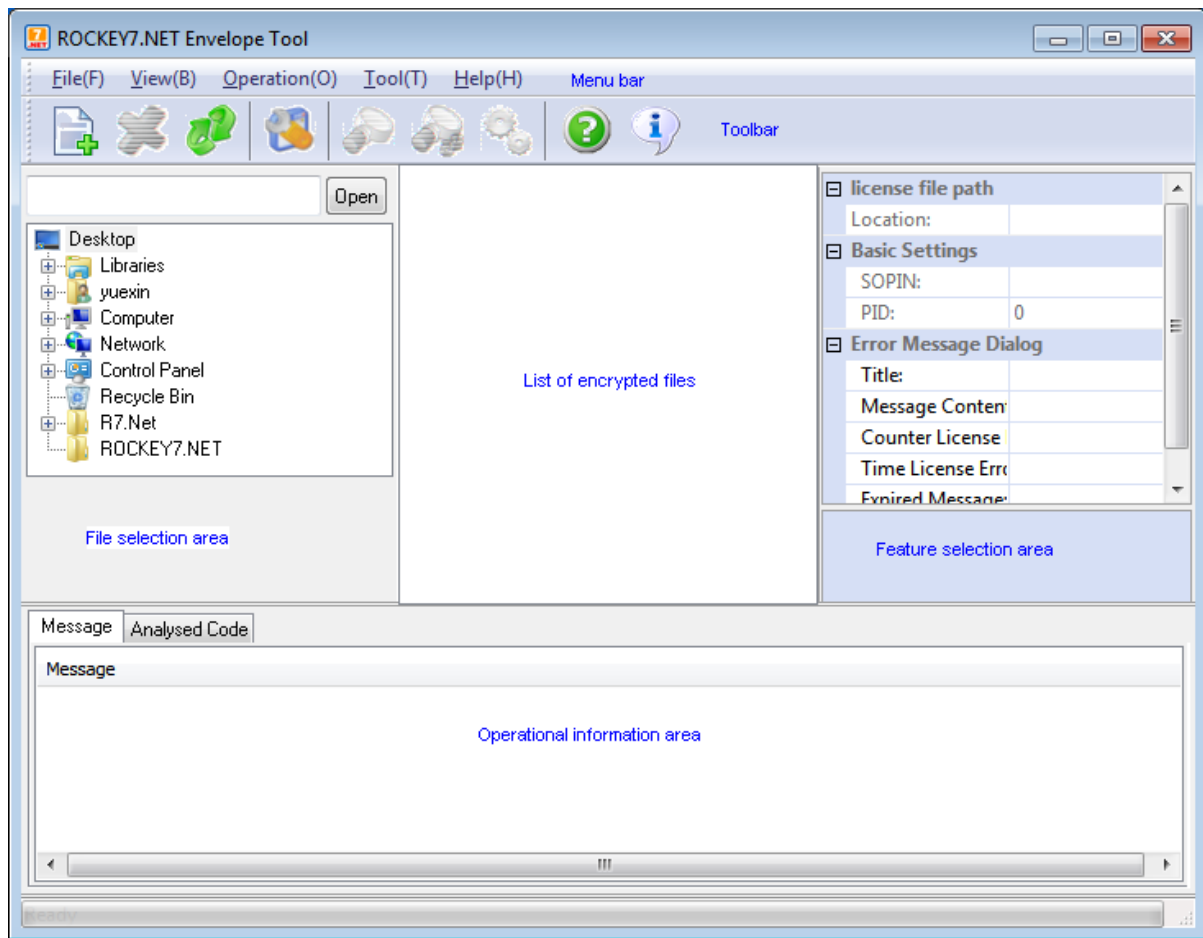 ROCKEY7.NET Envelope Tool
File(F) View(B) Operation(O) Tool(T) Help(H) Menu bar
Toolbar
Open
Desktop
Libraries
yuexin
Computer
Network
Control Panel
Recycle Bin
R7.Net
ROCKEY7.NET
File selection area
List of encrypted files
license file path
Location:
Basic Settings
SOPIN:
PID: 0
Error Message Dialog
Title:
Message Conten
Counter License
Time License Erro
Expired Message:
Feature selection area
Message Analysed Code
Message
Operational information area
Ready